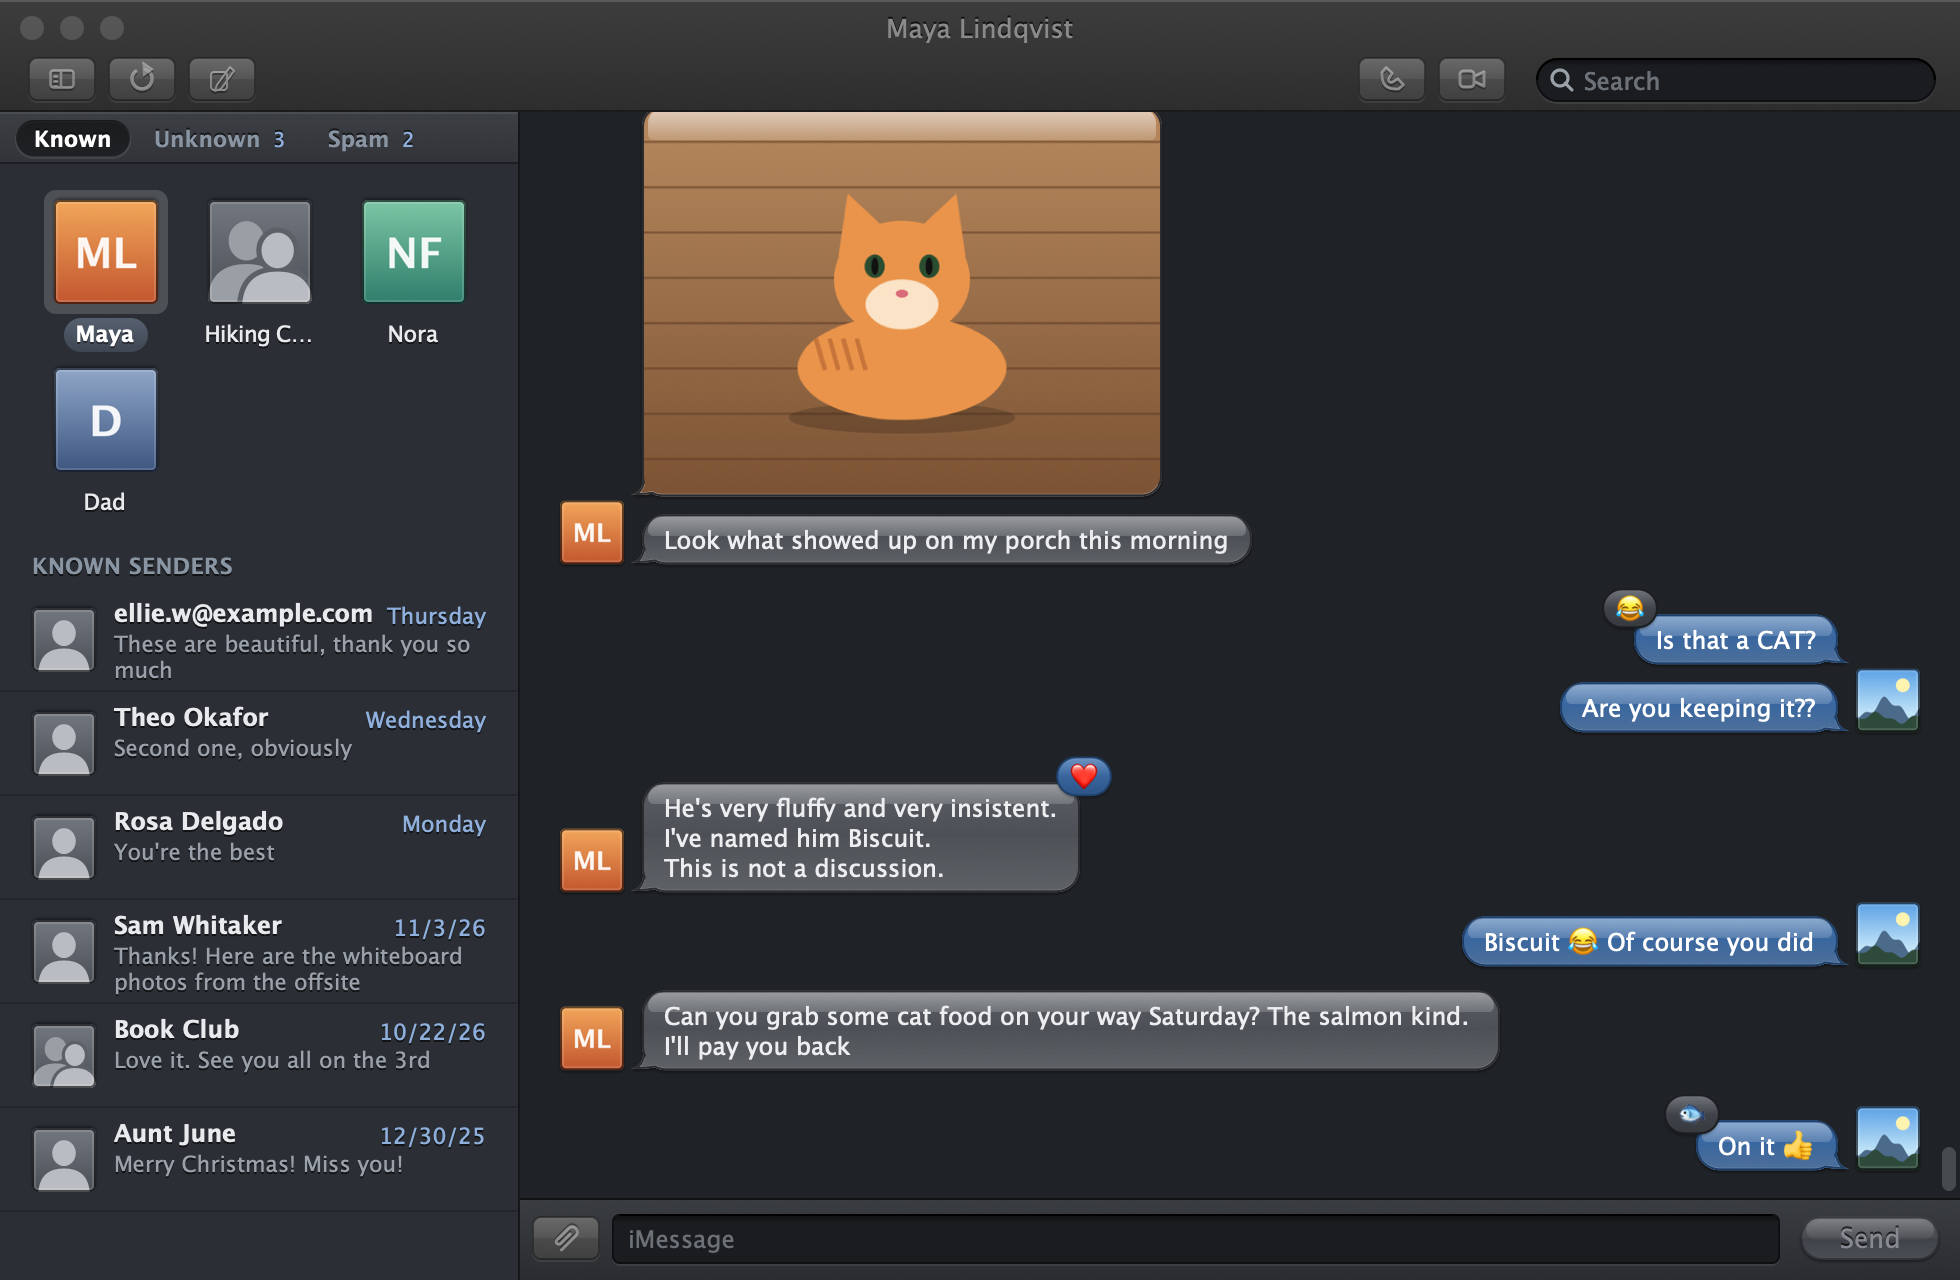 Maya Lindqvist
Search
Known
Unknown 3
Spam 2
ML
NF
Maya
Hiking C...
Nora
D
Dad
KNOWN SENDERS
ellie.w@example.com Thursday
These are beautiful, thank you so
much
Theo Okafor Wednesday
Second one, obviously
Rosa Delgado Monday
You're the best
Sam Whitaker 11/3/26
Thanks! Here are the whiteboard
photos from the offsite
Book Club 10/22/26
Love it. See you all on the 3rd
Aunt June 12/30/25
Merry Christmas! Miss you!
ML
Look what showed up on my porch this morning
😂
Is that a CAT?
Are you keeping it??
❤️
He's very fluffy and very insistent.
I've named him Biscuit.
This is not a discussion.
ML
Biscuit 😂 Of course you did
Can you grab some cat food on your way Saturday? The salmon kind.
I'll pay you back
ML
🐟
On it 👍
iMessage
Send